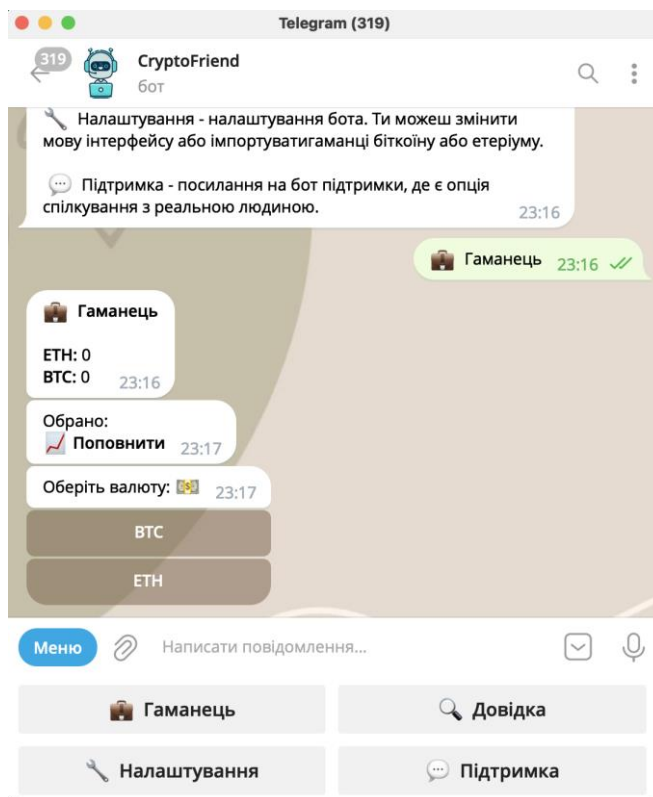 Telegram (319)
319
CryptoFriend
бот
🔧 Налаштування - налаштування бота. Ти можеш змінити
мову інтерфейсу або імпортуватигаманці біткоїну або етеріуму.
💬 Підтримка - посилання на бот підтримки, де є опція
спілкування з реальною людиною.
23:16
💼 Гаманець 23:16
💼 Гаманець
ETH: 0
BTC: 0 23:16
Обрано:
📈 Поповнити 23:17
Оберіть валюту: 💵 23:17
BTC
ETH
Меню
Написати повідомлення...
💼 Гаманець
🔍 Довідка
🔧 Налаштування
💬 Підтримка